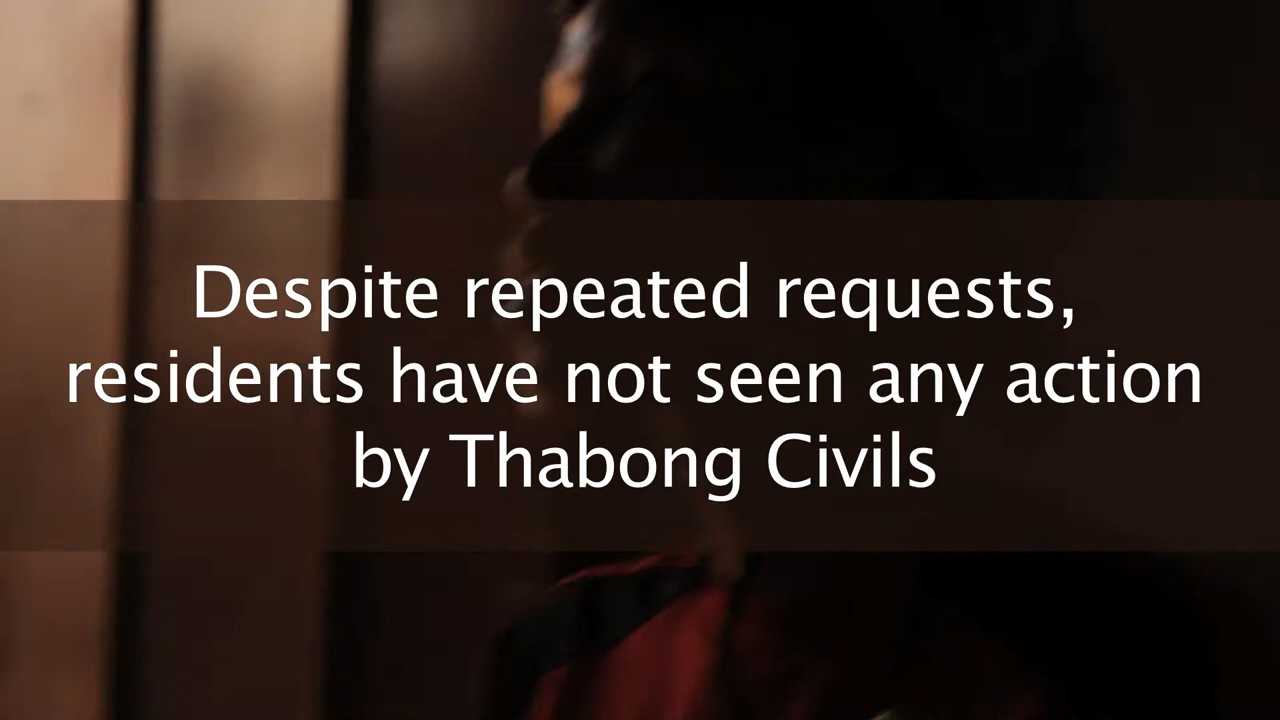 Despite repeated requests,
residents have not seen any action
by Thabong Civils